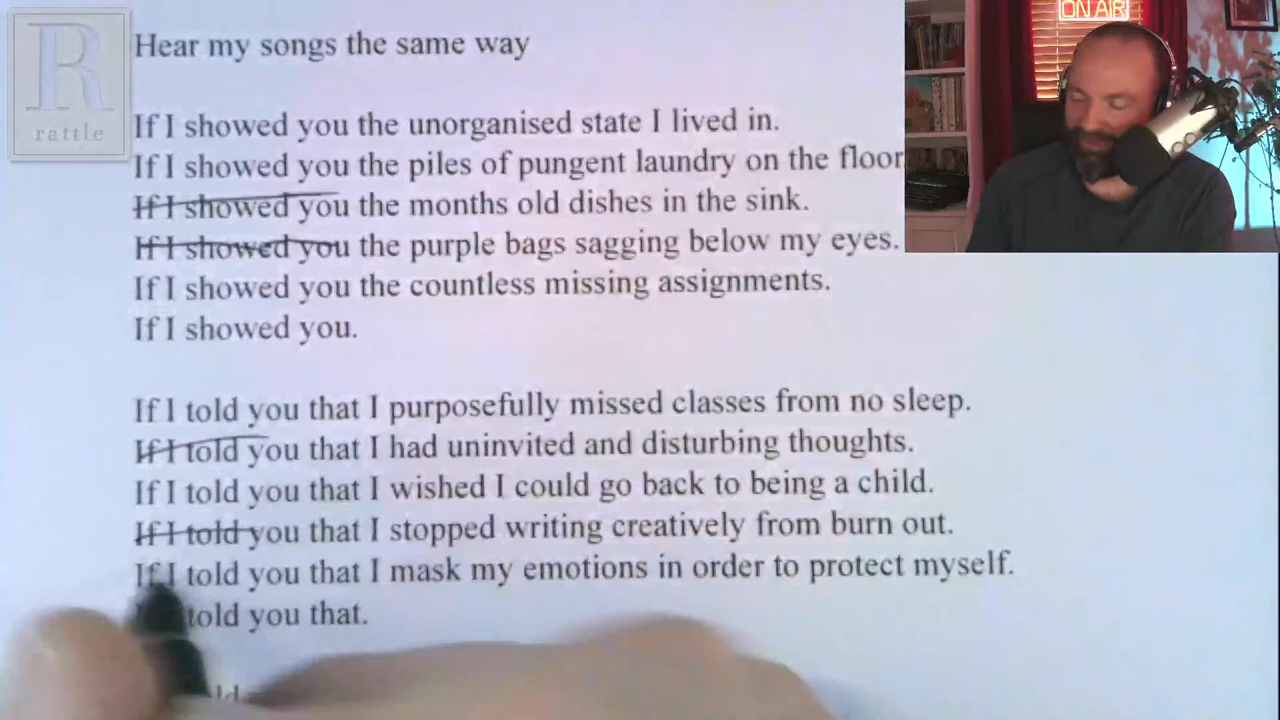 R
rattle
ON AIR
Hear my songs the same way
If I showed you the unorganised state I lived in.
If I showed you the piles of pungent laundry on the floor
If I showed you the months old dishes in the sink.
If I showed you the purple bags sagging below my eyes.
If I showed you the countless missing assignments.
If I showed you.
If I told you that I purposefully missed classes from no sleep.
If I told you that I had uninvited and disturbing thoughts.
If I told you that I wished I could go back to being a child.
If I told you that I stopped writing creatively from burn out.
If I told you that I mask my emotions in order to protect myself.
told you that.